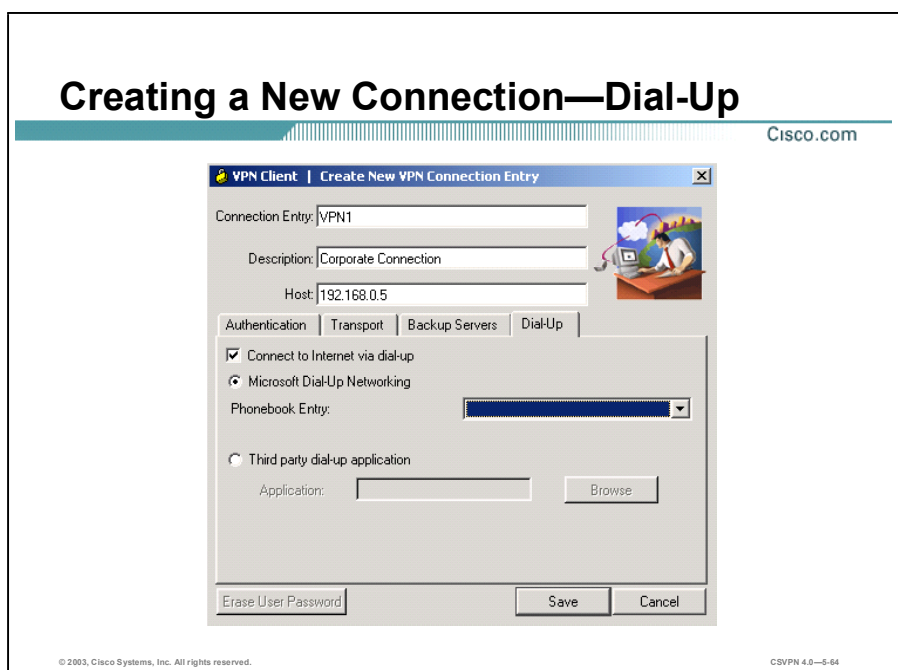 Creating a New Connection—Dial-Up
Cisco.com
VPN Client | Create New VPN Connection Entry
Connection Entry: VPN1
Description: Corporate Connection
Host: 192.168.0.5
Authentication Transport Backup Servers Dial-Up
Connect to Internet via dial-up
Microsoft Dial-Up Networking
Phonebook Entry:
Third party dial-up application
Application: Browse
Erase User Password Save Cancel
© 2003, Cisco Systems, Inc. All rights reserved. CSVPN 4.0—5-64